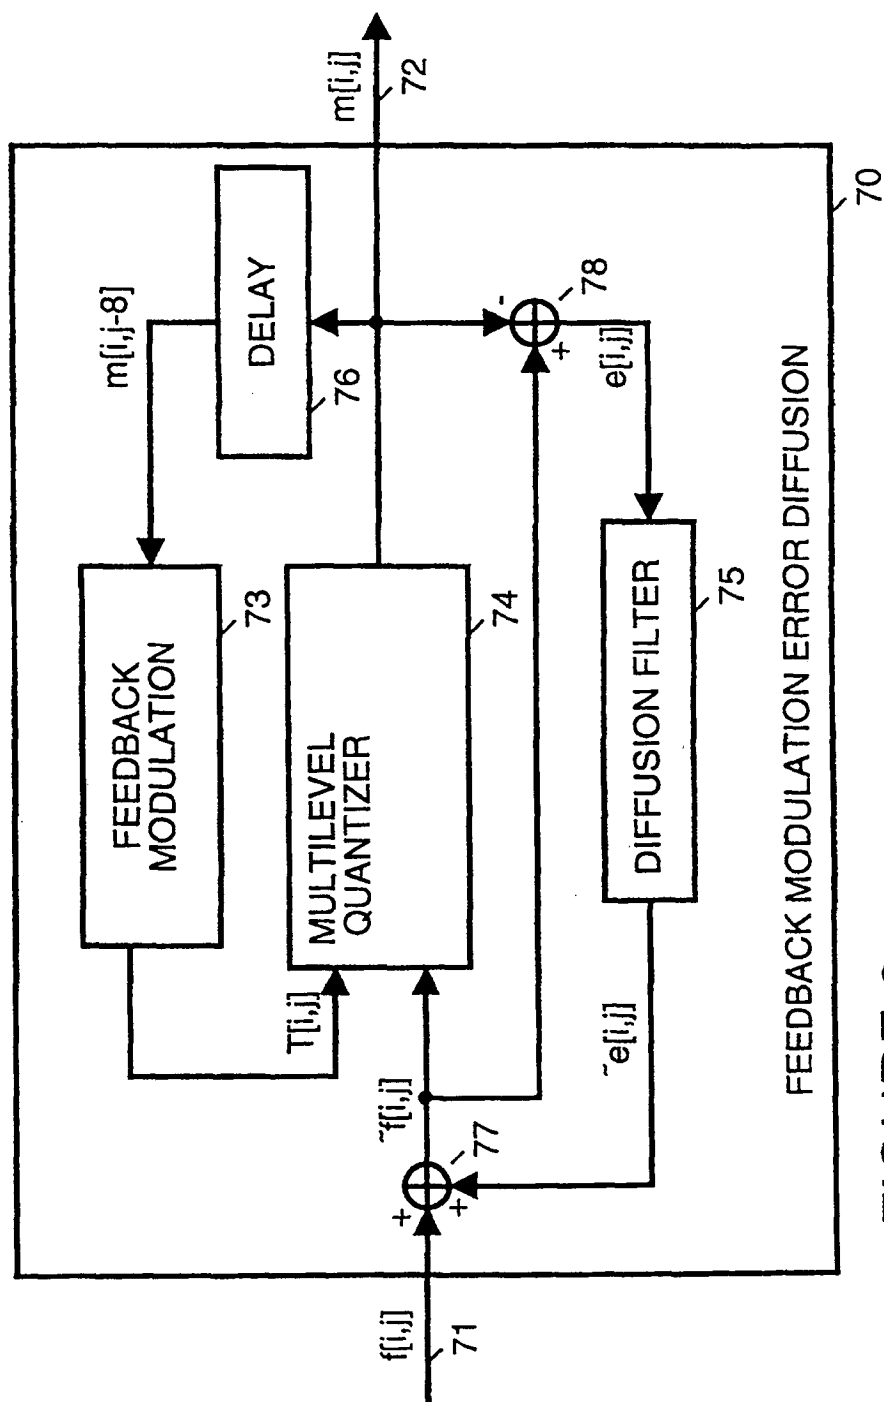 m[i,j-8]
FEEDBACK
MODULATION
73
DELAY
76
T[i,j]
MULTILEVEL
QUANTIZER
74
m[i,j]
72
f[i,j]
71
+
+
77
~f[i,j]
-
+
78
e[i,j]
DIFFUSION FILTER
75
~e[i,j]
FEEDBACK MODULATION ERROR DIFFUSION
70